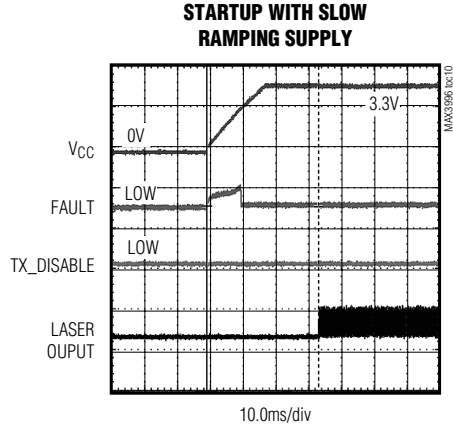 STARTUP WITH SLOW
RAMPING SUPPLY
MAX3996 toc10
3.3V
0V
VCC
LOW
FAULT
LOW
TX_DISABLE
LASER
OUPUT
10.0ms/div